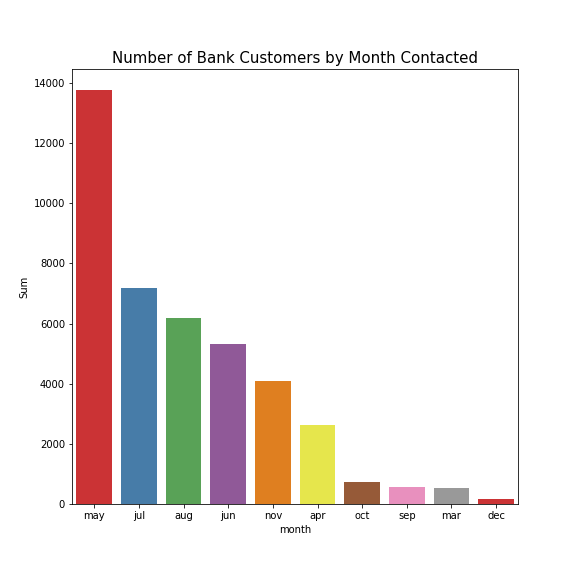 Number of Bank Customers by Month Contacted
14000
12000
10000
8000
6000
4000
2000
0
Sum
may jul aug jun nov apr oct sep mar dec
month